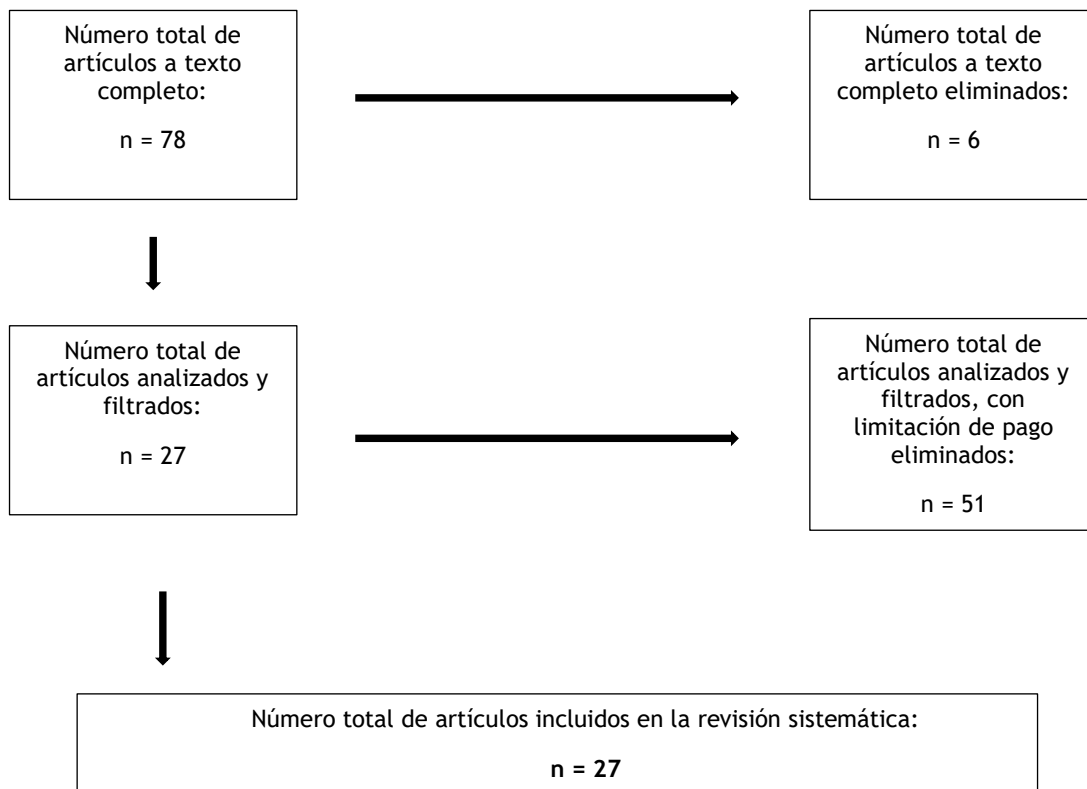 Número total de
artículos a texto
completo:
n = 78
Número total de
artículos a texto
completo eliminados:
n = 6
Número total de
artículos analizados y
filtrados:
n = 27
Número total de
artículos analizados y
filtrados, con
limitación de pago
eliminados:
n = 51
Número total de artículos incluidos en la revisión sistemática:
n = 27